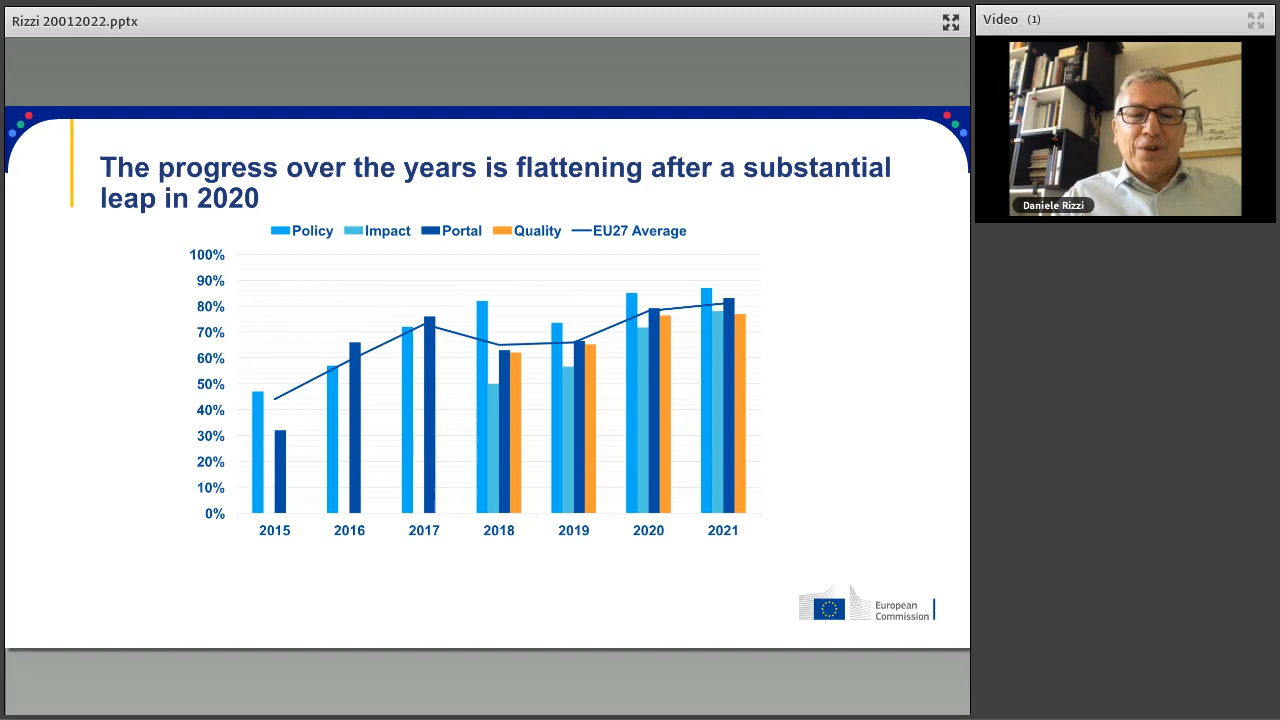 Rizzi 20012022.pptx
Video (1)
The progress over the years is flattening after a substantial
leap in 2020
Policy Impact Portal Quality EU27 Average
100%
90%
80%
70%
60%
50%
40%
30%
20%
10%
0%
2015 2016 2017 2018 2019 2020 2021
European
Commission
Daniele Rizzi